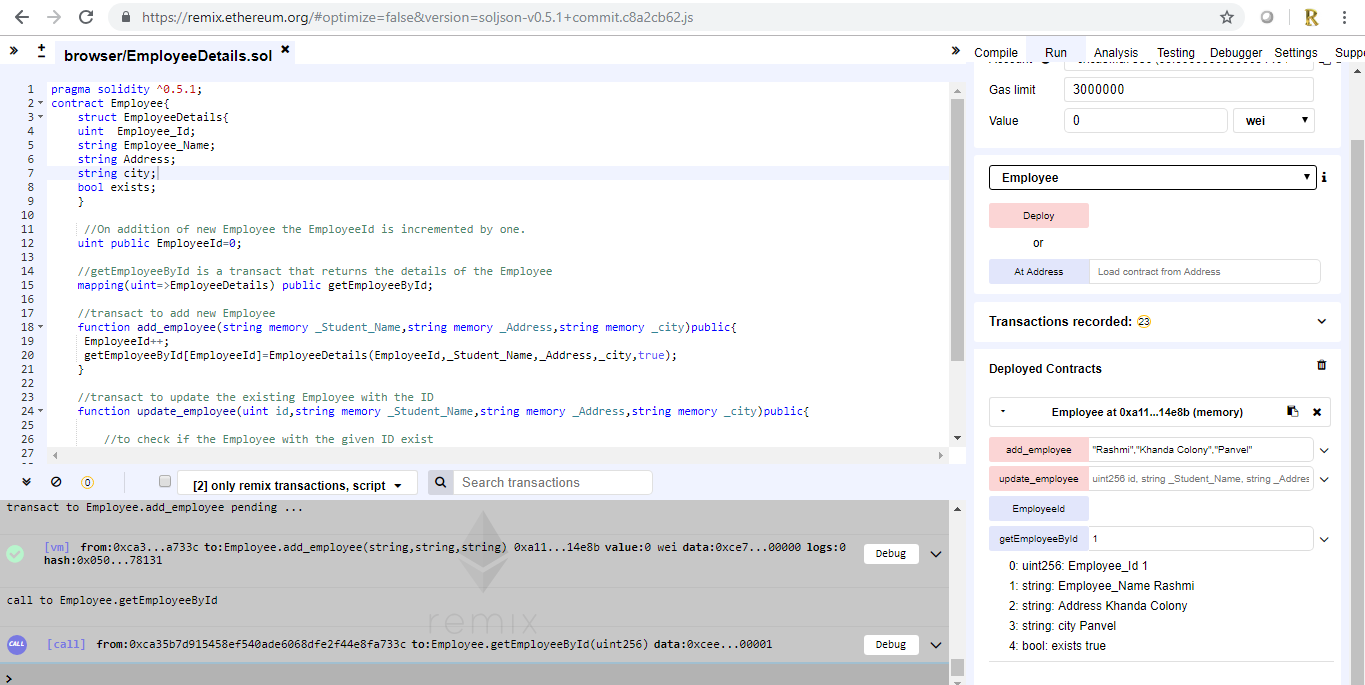 https://remix.ethereum.org/#optimize=false&version=soljson-v0.5.1+commit.c8a2cb62.js
browser/EmployeeDetails.sol
1 pragma solidity ^0.5.1;
2 contract Employee{
3 struct EmployeeDetails{
4 uint  Employee_Id;
5 string Employee_Name;
6 string Address;
7 string city;
8 bool exists;
9 }
10
11 //On addition of new Employee the EmployeeId is incremented by one.
12 uint public EmployeeId=0;
13
14 //getEmployeeById is a transact that returns the details of the Employee
15 mapping(uint=>EmployeeDetails) public getEmployeeById;
16
17 //transact to add new Employee
18 function add_employee(string memory _Student_Name,string memory _Address,string memory _city)public{
19 EmployeeId++;
20 getEmployeeById[EmployeeId]=EmployeeDetails(EmployeeId,_Student_Name,_Address,_city,true);
21 }
22
23 //transact to update the existing Employee with the ID
24 function update_employee(uint id,string memory _Student_Name,string memory _Address,string memory _city)public{
25
26 //to check if the Employee with the given ID exist
27
0
[2] only remix transactions, script
Search transactions
transact to Employee.add_employee pending ...
[vm] from:0xca3...a733c to:Employee.add_employee(string,string,string) 0xa11...14e8b value:0 wei data:0xce7...00000 logs:0
hash:0x050...78131
Debug
call to Employee.getEmployeeById
remix
CALL [call] from:0xca35b7d915458ef540ade6068dfe2f44e8fa733c to:Employee.getEmployeeById(uint256) data:0xcee...00001
Debug
>
Compile Run Analysis Testing Debugger Settings Suppo
Gas limit 3000000
Value 0 wei
Employee
Deploy
or
At Address Load contract from Address
Transactions recorded: 23
Deployed Contracts
Employee at 0xa11...14e8b (memory)
add_employee "Rashmi","Khanda Colony","Panvel"
update_employee uint256 id, string _Student_Name, string _Addres
EmployeeId
getEmployeeById 1
0: uint256: Employee_Id 1
1: string: Employee_Name Rashmi
2: string: Address Khanda Colony
3: string: city Panvel
4: bool: exists true